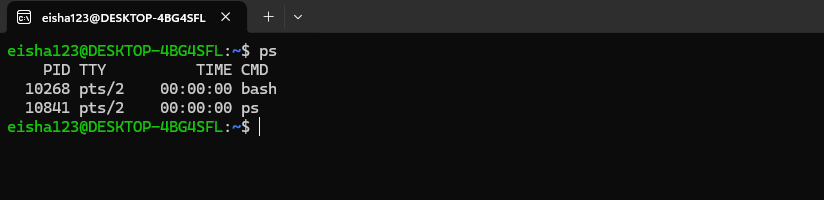 eisha123@DESKTOP-4BG4SFL
eisha123@DESKTOP-4BG4SFL:~$ ps
    PID TTY          TIME CMD
  10268 pts/2    00:00:00 bash
  10841 pts/2    00:00:00 ps
eisha123@DESKTOP-4BG4SFL:~$